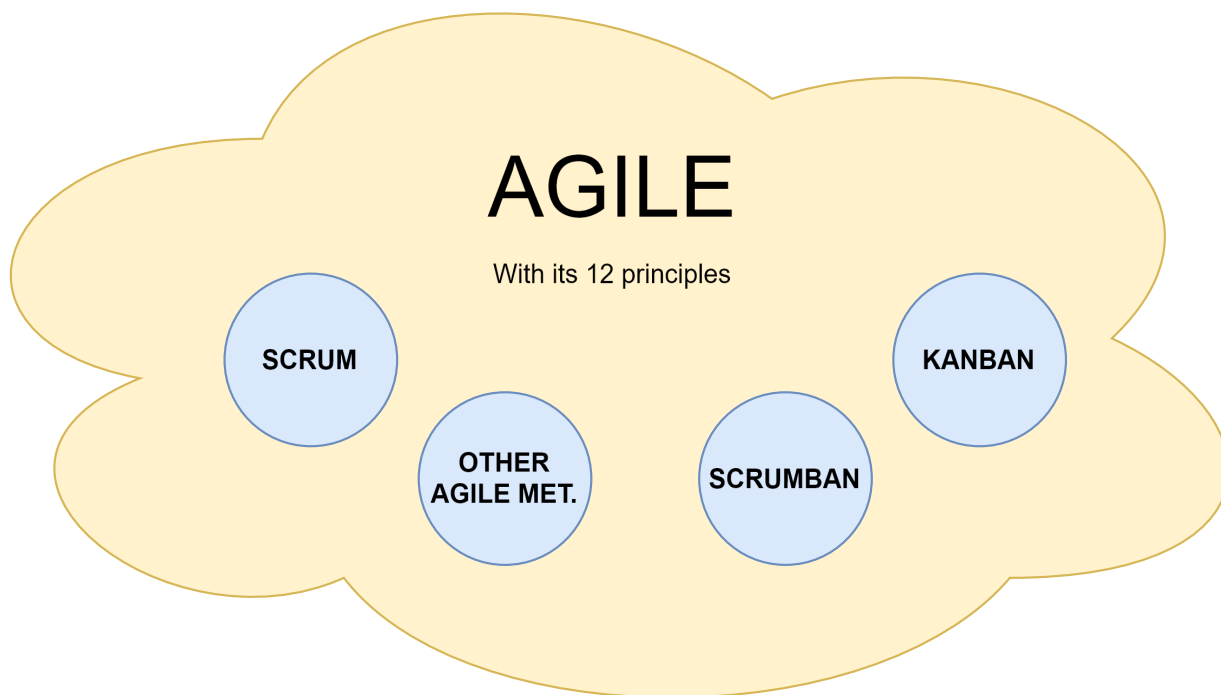 AGILE
With its 12 principles
SCRUM
KANBAN
OTHER
AGILE MET.
SCRUMBAN